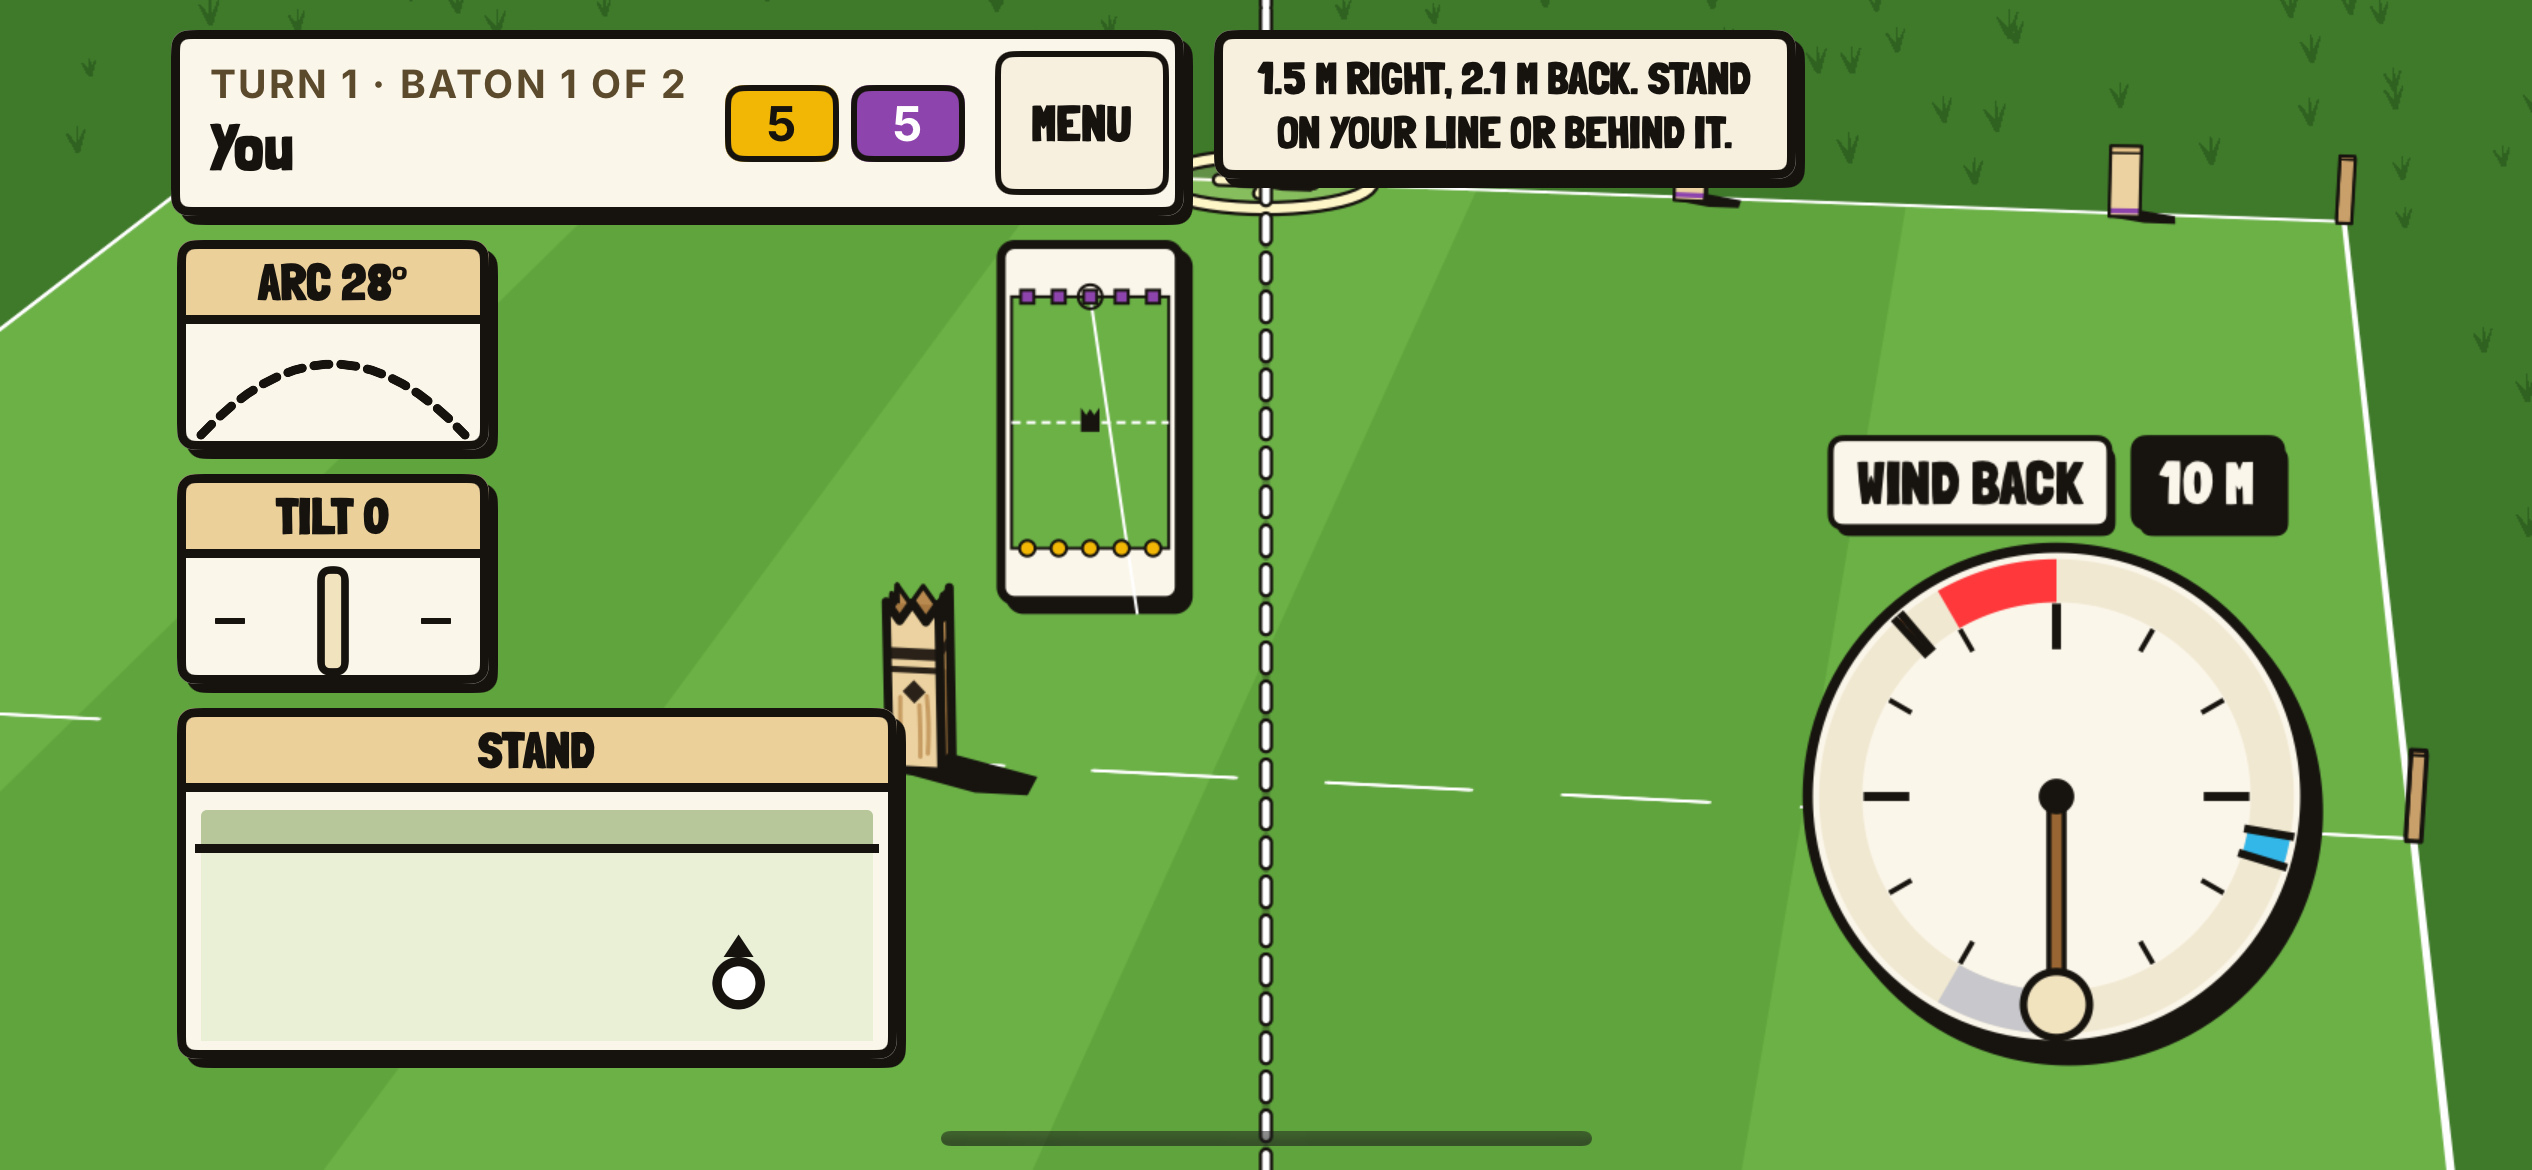 TURN 1 · BATON 1 OF 2
You
5
5
MENU
1.5 M RIGHT, 2.1 M BACK. STAND
ON YOUR LINE OR BEHIND IT.
ARC 28°
TILT 0
STAND
WIND BACK
10 M